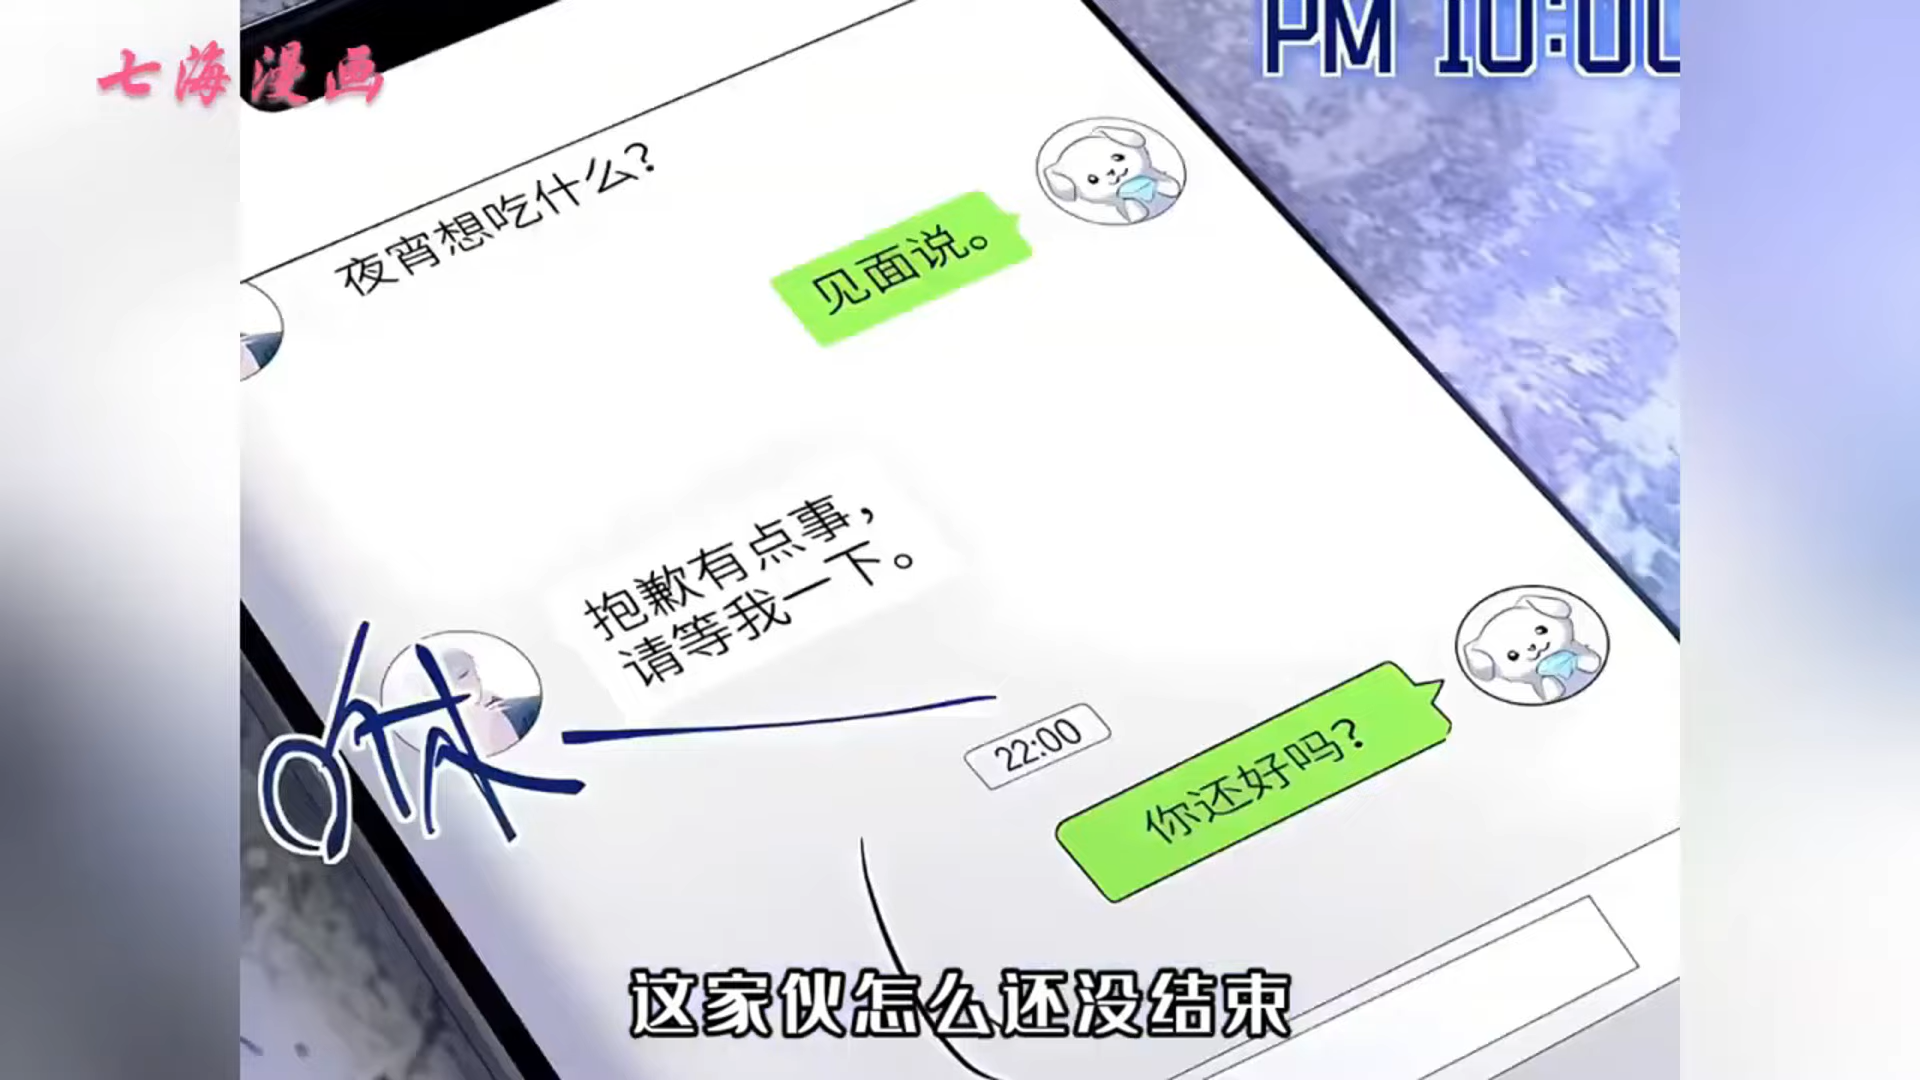 七海漫画
PM 10:00
夜宵想吃什么?
见面说。
抱歉有点事,
请等我一下。
22:00
你还好吗?
这家伙怎么还没结束